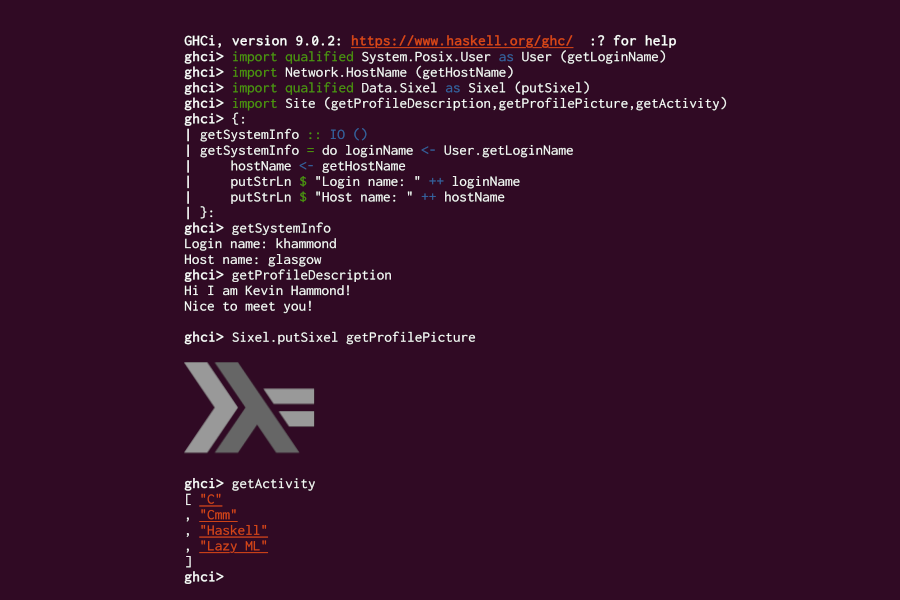 GHCi, version 9.0.2: https://www.haskell.org/ghc/  :? for help
ghci> import qualified System.Posix.User as User (getLoginName)
ghci> import Network.HostName (getHostName)
ghci> import qualified Data.Sixel as Sixel (putSixel)
ghci> import Site (getProfileDescription,getProfilePicture,getActivity)
ghci> {:
| getSystemInfo :: IO ()
| getSystemInfo = do loginName <- User.getLoginName
|     hostName <- getHostName
|     putStrLn $ "Login name: " ++ loginName
|     putStrLn $ "Host name: " ++ hostName
| }:
ghci> getSystemInfo
Login name: khammond
Host name: glasgow
ghci> getProfileDescription
Hi I am Kevin Hammond!
Nice to meet you!
ghci> Sixel.putSixel getProfilePicture
ghci> getActivity
[ "C"
, "Cmm"
, "Haskell"
, "Lazy ML"
]
ghci>